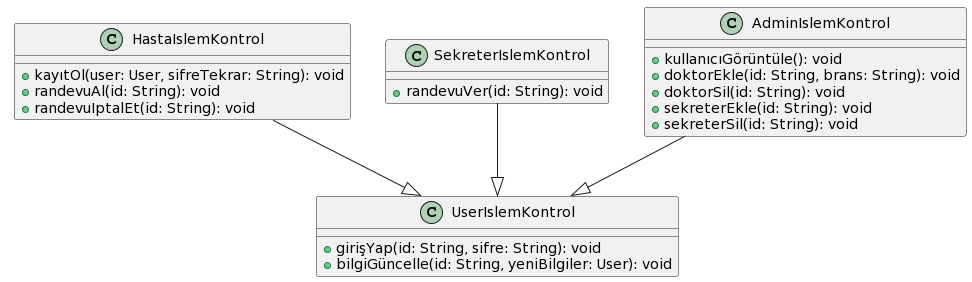 C HastaIslemKontrol
kayıtOl(user: User, sifreTekrar: String): void
randevuAl(id: String): void
randevuIptalEt(id: String): void
C SekreterIslemKontrol
randevuVer(id: String): void
C AdminIslemKontrol
kullanıcıGörüntüle(): void
doktorEkle(id: String, brans: String): void
doktorSil(id: String): void
sekreterEkle(id: String): void
sekreterSil(id: String): void
C UserIslemKontrol
girişYap(id: String, sifre: String): void
bilgiGüncelle(id: String, yeniBilgiler: User): void